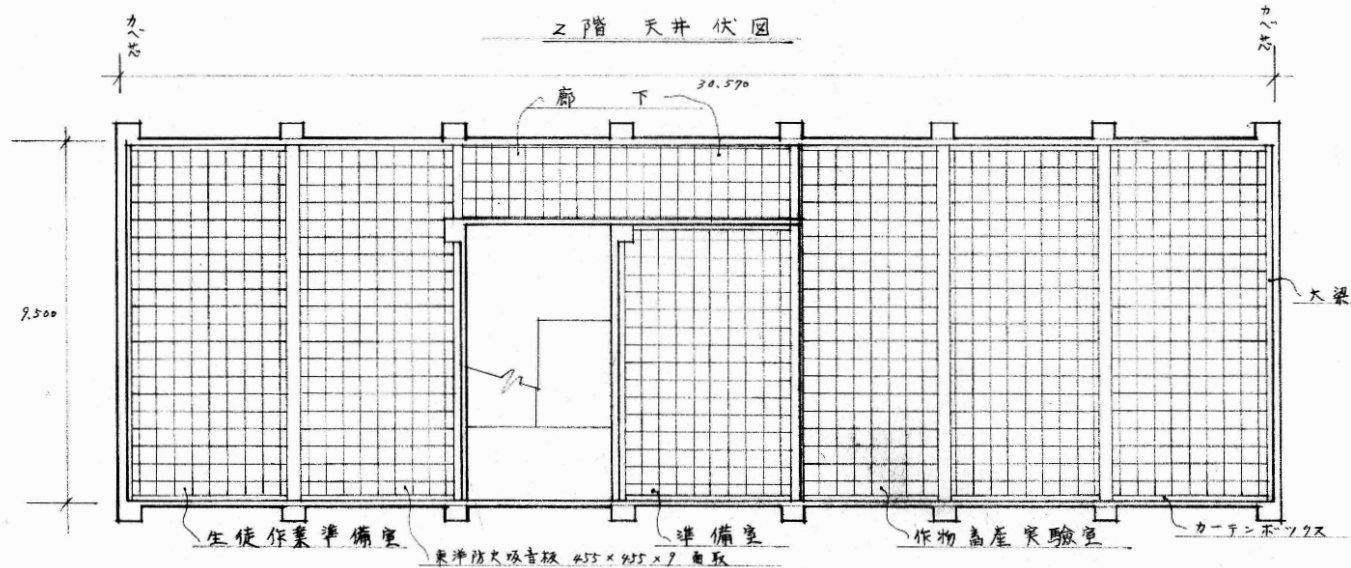 2階 天井伏図
カベ芯
カベ芯
30.570
廊下
9.500
大梁
生徒作業準備室
準備室
作物畜産実験室
カーテンボックス
東洋防火吸音板 455×455×9 面取